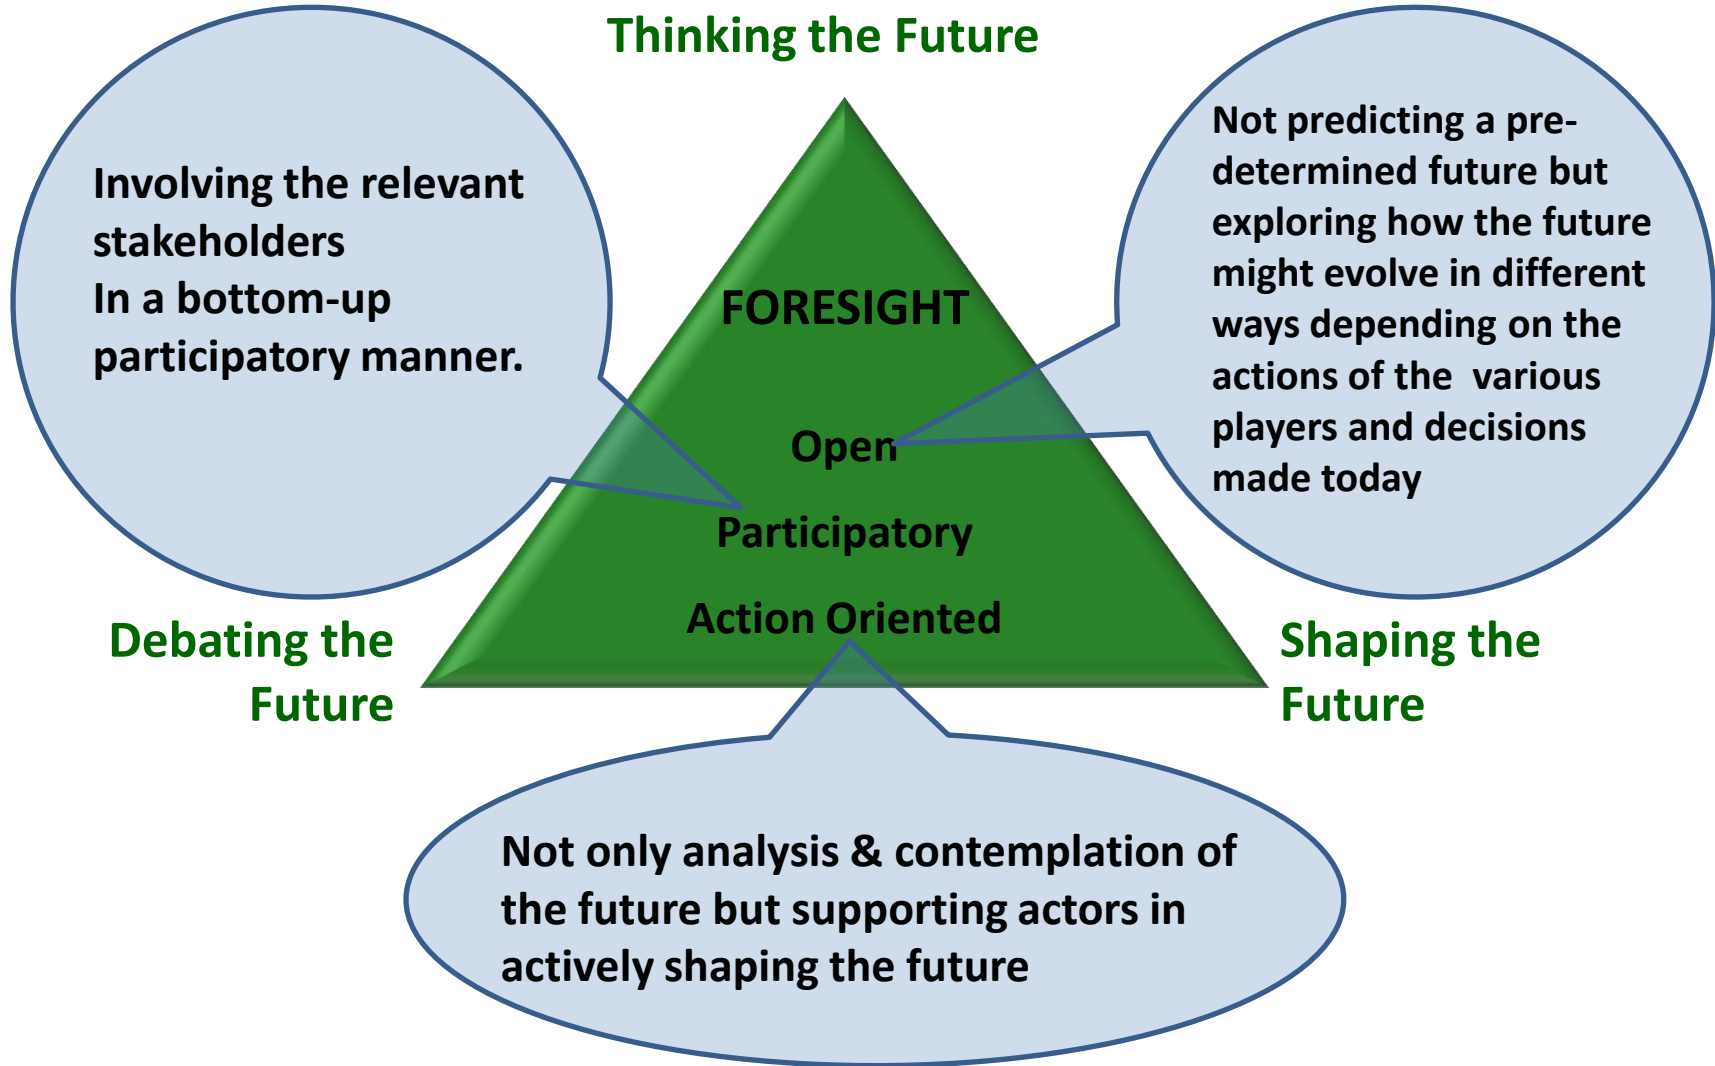 Thinking the Future
Involving the relevant
stakeholders
In a bottom-up
participatory manner.
Not predicting a pre-
determined future but
exploring how the future
might evolve in different
ways depending on the
actions of the various
players and decisions
made today
FORESIGHT
Open
Participatory
Action Oriented
Debating the
Future
Shaping the
Future
Not only analysis & contemplation of
the future but supporting actors in
actively shaping the future